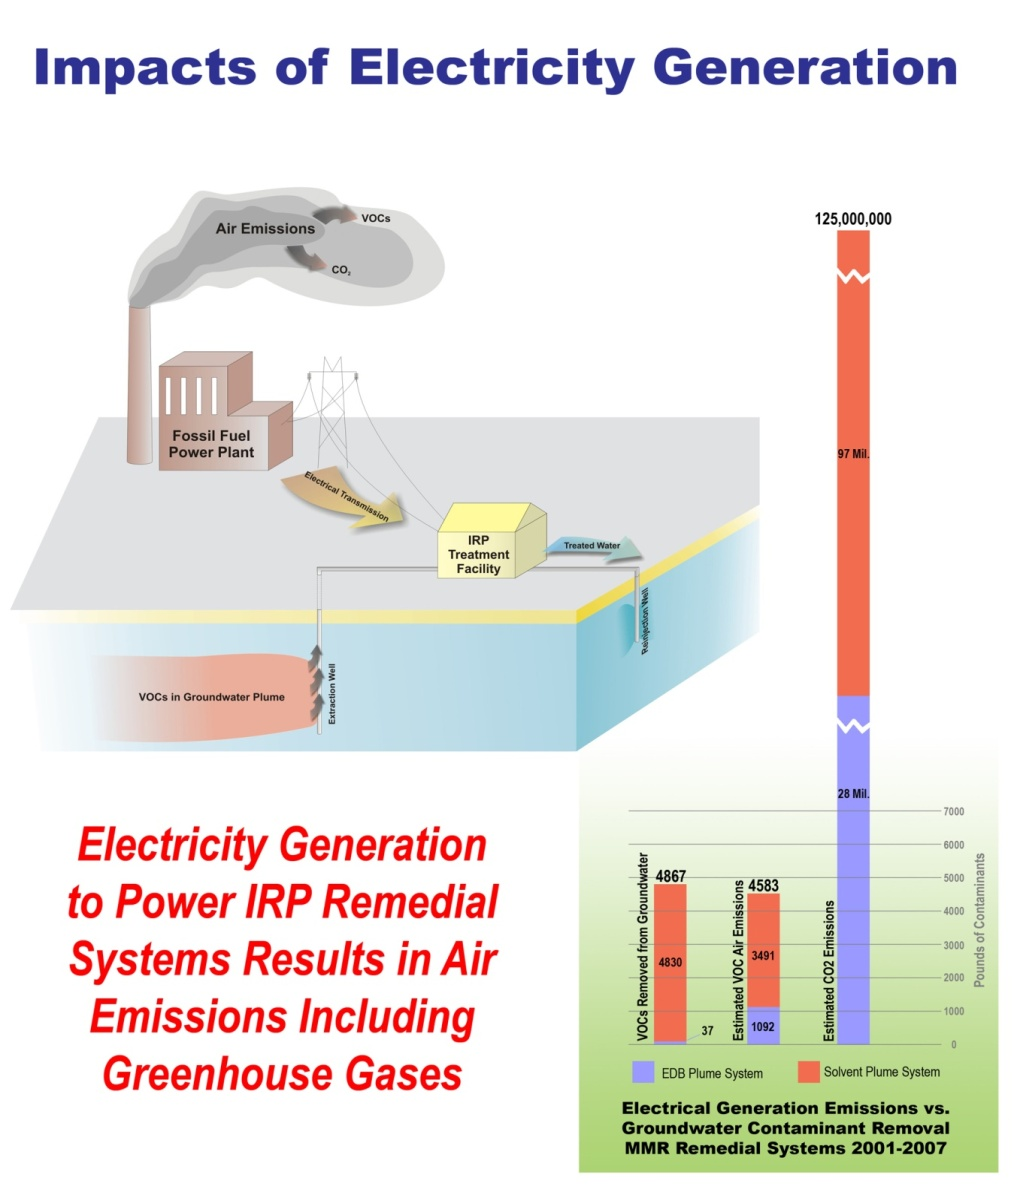 Impacts of Electricity Generation
Air Emissions
VOCs
CO₂
Fossil Fuel
Power Plant
Electrical Transmission
IRP
Treatment
Facility
Treated Water
Reinjection Well
VOCs in Groundwater Plume
Extraction Well
Electricity Generation
to Power IRP Remedial
Systems Results in Air
Emissions Including
Greenhouse Gases
125,000,000
97 Mil.
28 Mil.
7000
6000
5000
4000
3000
2000
1000
0
Pounds of Contaminants
VOCs Removed from Groundwater
4867
4830
37
Estimated VOC Air Emissions
4583
3491
1092
Estimated CO2 Emissions
EDB Plume System
Solvent Plume System
Electrical Generation Emissions vs.
Groundwater Contaminant Removal
MMR Remedial Systems 2001-2007